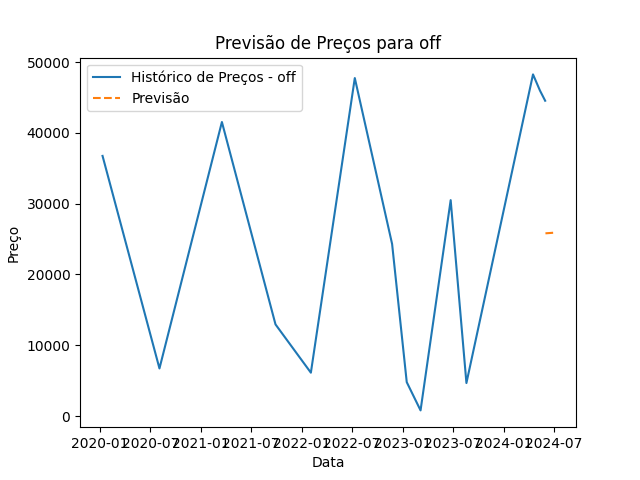 Previsão de Preços para off
Histórico de Preços - off
Previsão
Preço
50000
40000
30000
20000
10000
0
2020-01 2020-07 2021-01 2021-07 2022-01 2022-07 2023-01 2023-07 2024-01 2024-07
Data